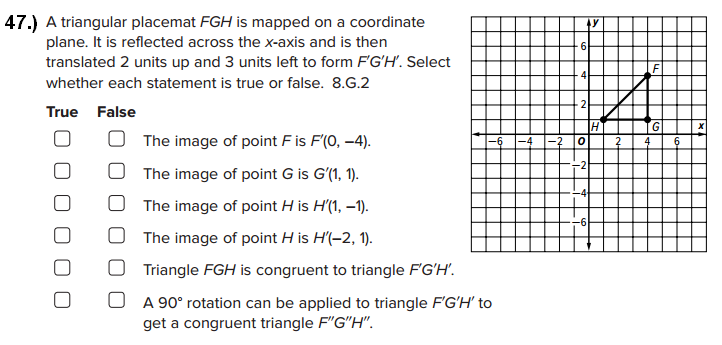 47.) A triangular placemat FGH is mapped on a coordinate
plane. It is reflected across the x-axis and is then
translated 2 units up and 3 units left to form F′G′H′. Select
whether each statement is true or false. 8.G.2
True False
The image of point F is F′(0, –4).
The image of point G is G′(1, 1).
The image of point H is H′(1, –1).
The image of point H is H′(–2, 1).
Triangle FGH is congruent to triangle F′G′H′.
A 90° rotation can be applied to triangle F′G′H′ to
get a congruent triangle F″G″H″.
y
6
F
4
2
H G x
–6 –4 –2 0 2 4 6
–2
–4
–6